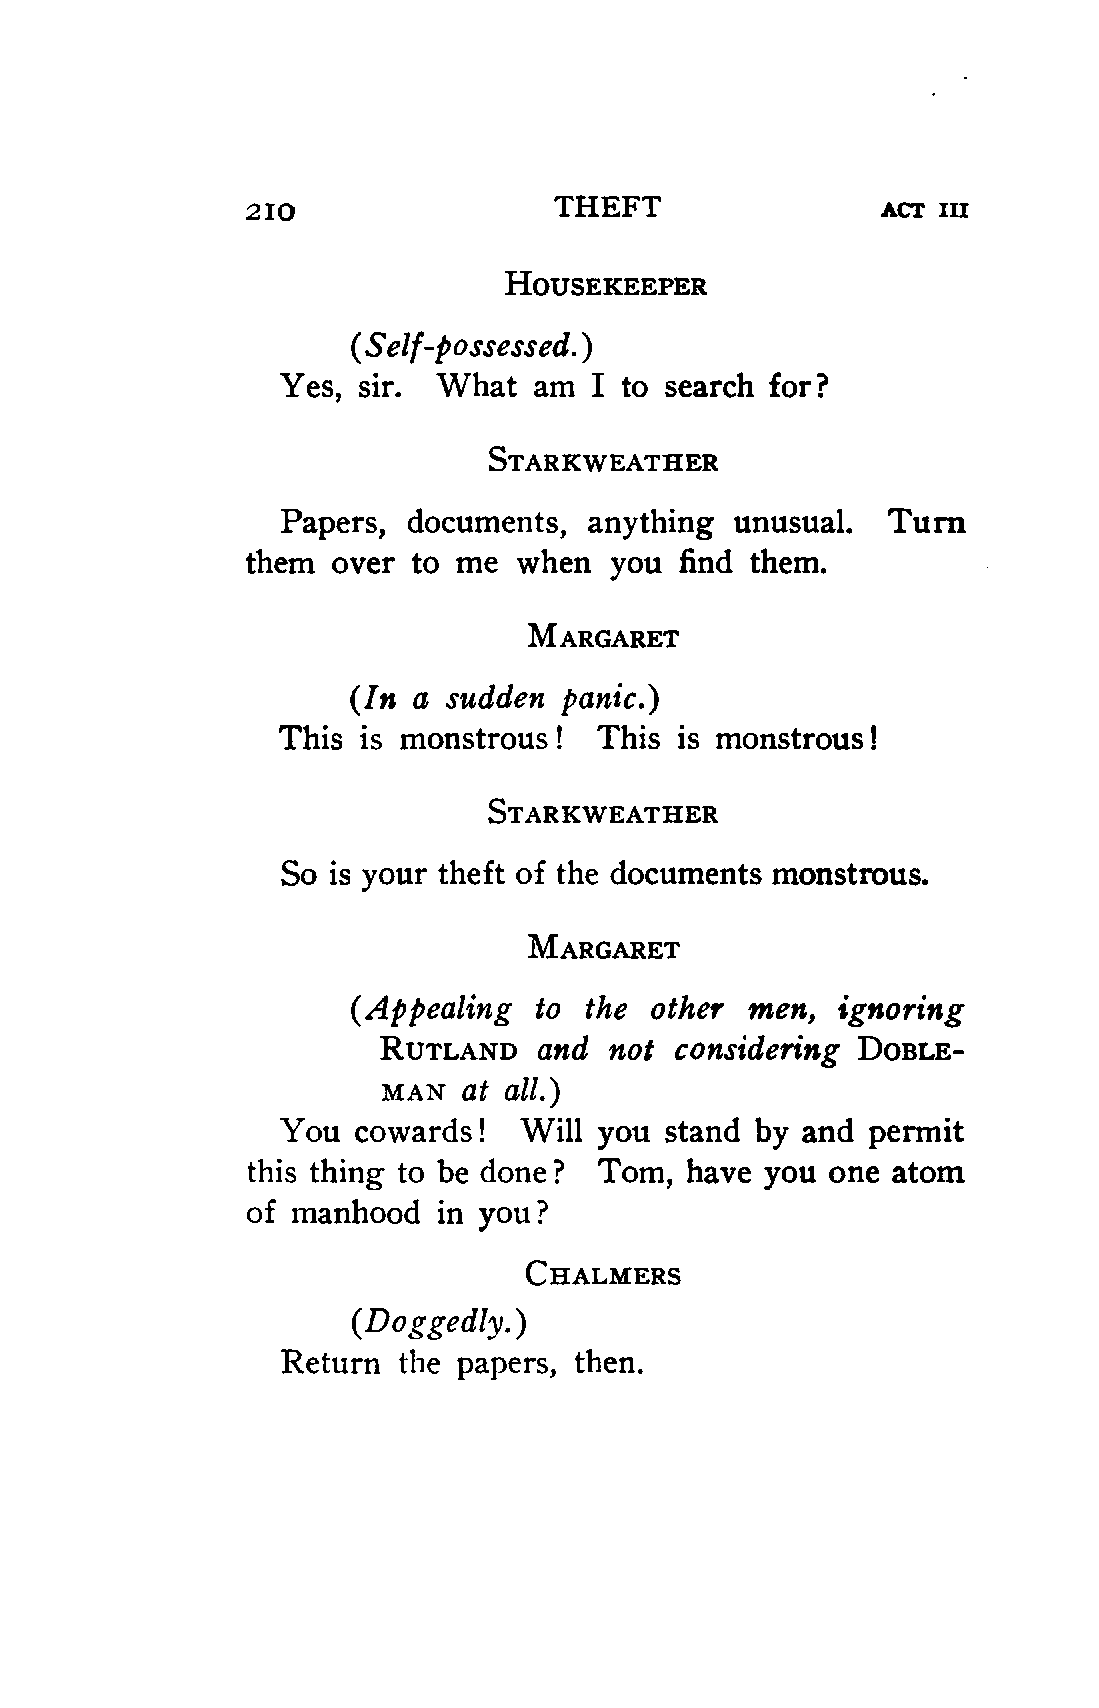 210 THEFT ACT III
HOUSEKEEPER
(Self-possessed.)
Yes, sir. What am I to search for?
STARKWEATHER
Papers, documents, anything unusual. Turn
them over to me when you find them.
MARGARET
(In a sudden panic.)
This is monstrous! This is monstrous!
STARKWEATHER
So is your theft of the documents monstrous.
MARGARET
(Appealing to the other men, ignoring
RUTLAND and not considering DOBLE-
MAN at all.)
You cowards! Will you stand by and permit
this thing to be done? Tom, have you one atom
of manhood in you?
CHALMERS
(Doggedly.)
Return the papers, then.